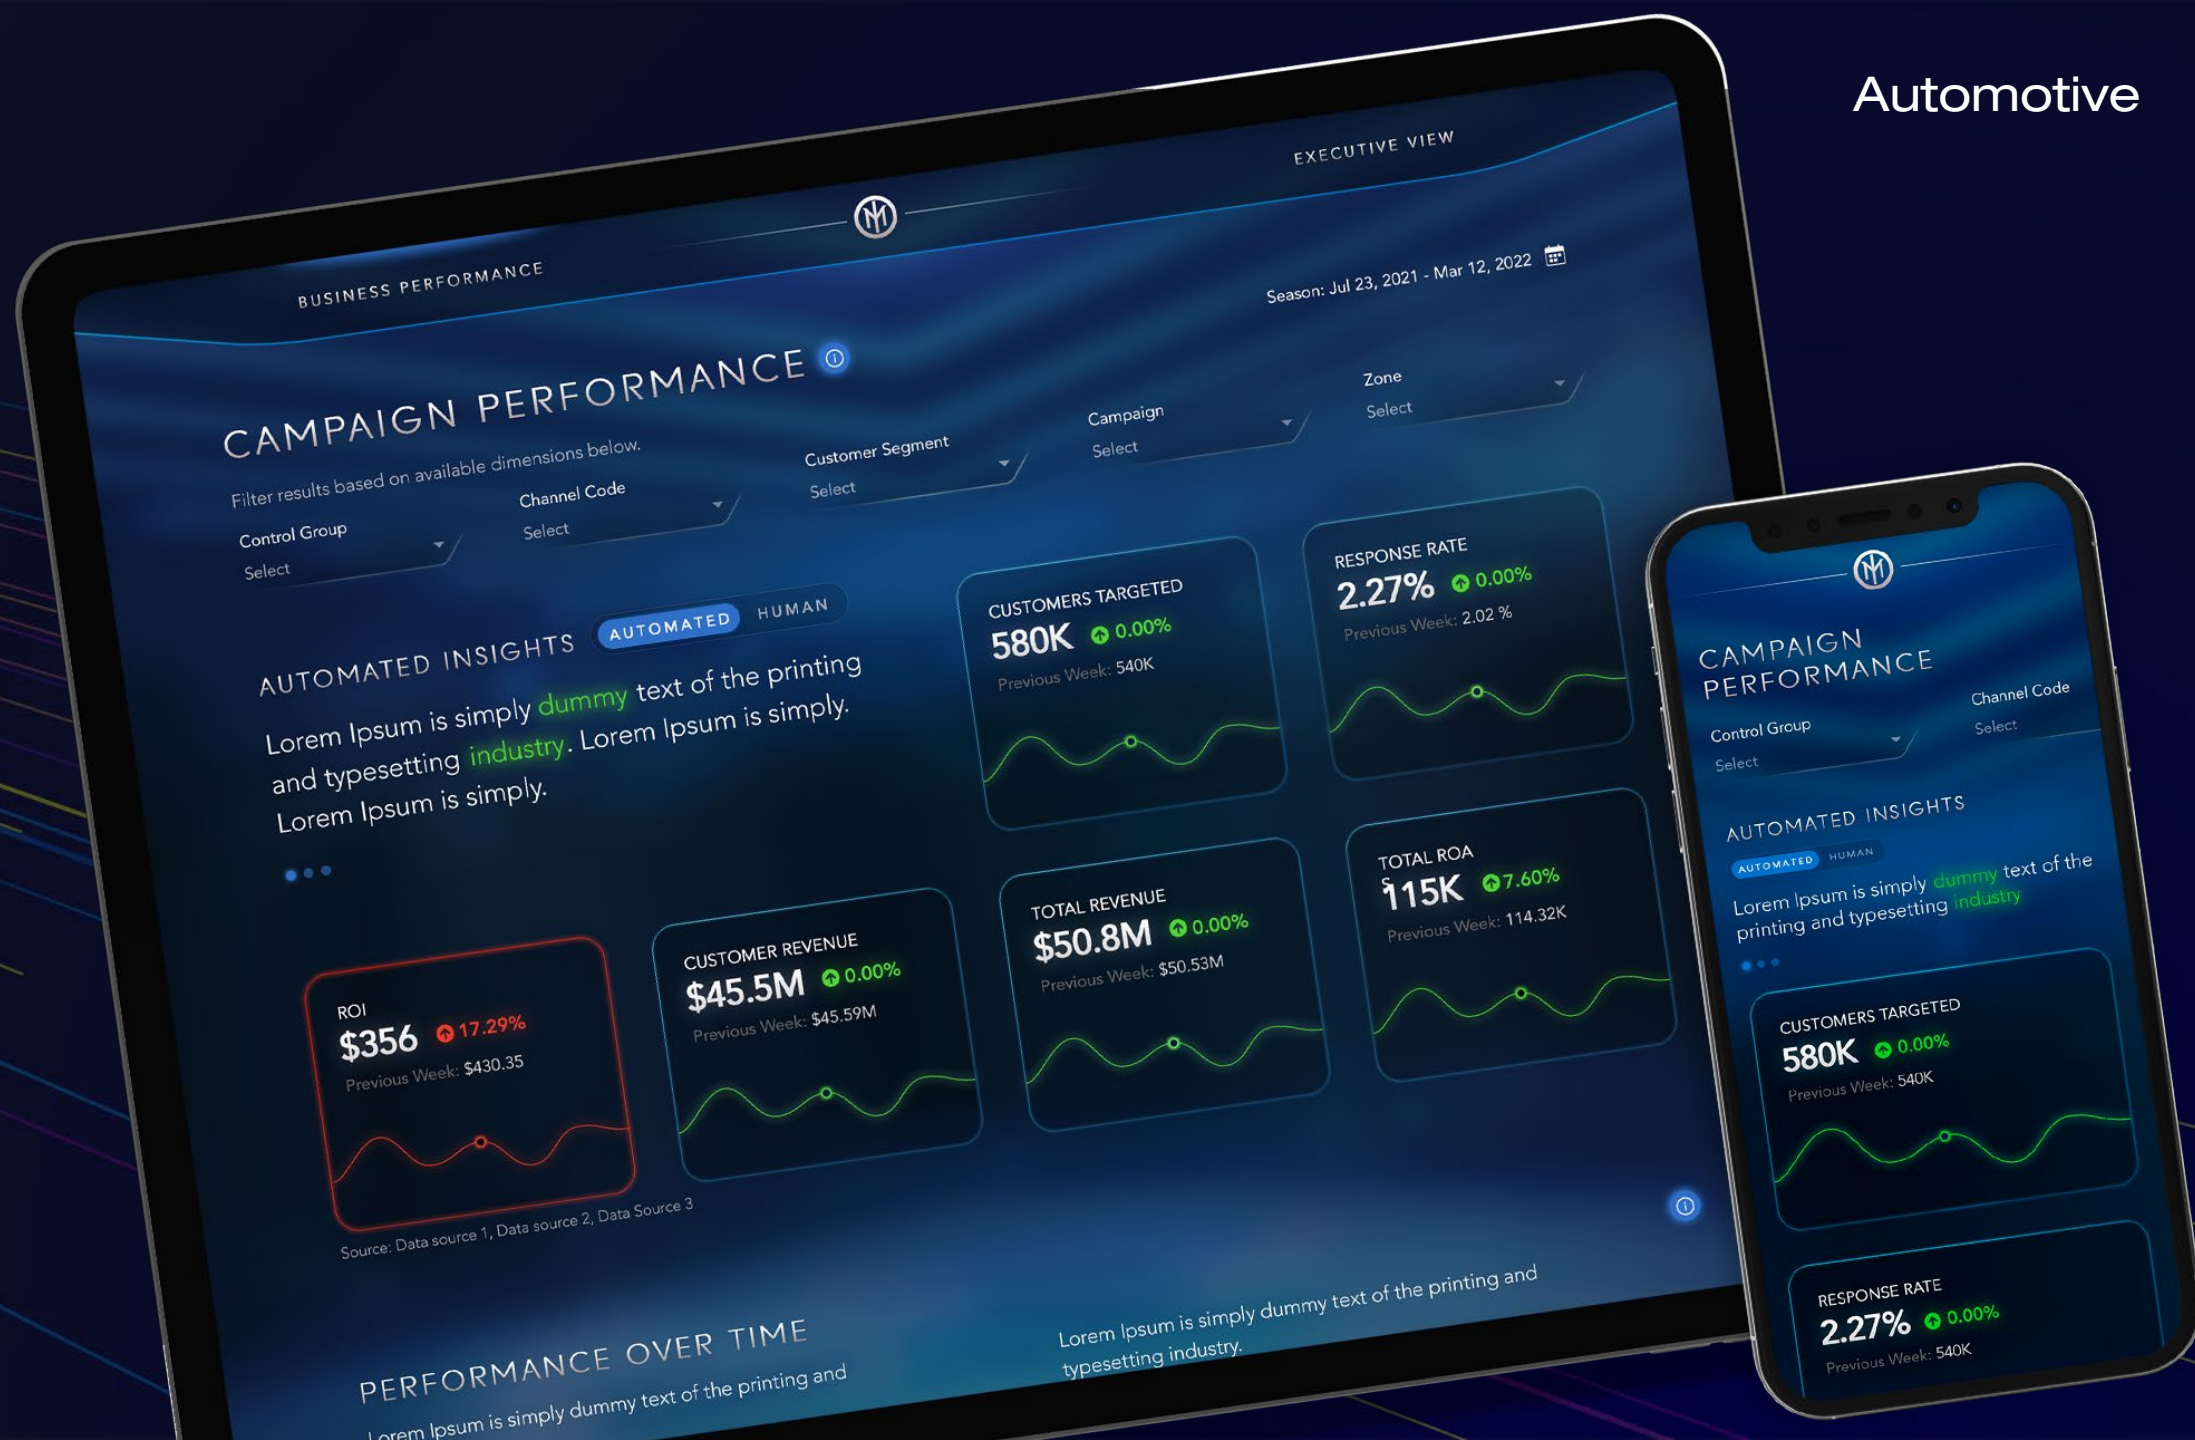 Automotive
BUSINESS PERFORMANCE
EXECUTIVE VIEW
Season: Jul 23, 2021 - Mar 12, 2022
CAMPAIGN PERFORMANCE
Filter results based on available dimensions below.
Control Group
Select
Channel Code
Select
Customer Segment
Select
Campaign
Select
Zone
Select
AUTOMATED INSIGHTS
AUTOMATED HUMAN
Lorem Ipsum is simply dummy text of the printing
and typesetting industry. Lorem Ipsum is simply.
Lorem Ipsum is simply.
CUSTOMERS TARGETED
580K 0.00%
Previous Week: 540K
RESPONSE RATE
2.27% 0.00%
Previous Week: 2.02 %
ROI
$356 17.29%
Previous Week: $430.35
CUSTOMER REVENUE
$45.5M 0.00%
Previous Week: $45.59M
TOTAL REVENUE
$50.8M 0.00%
Previous Week: $50.53M
TOTAL ROA
S
115K 7.60%
Previous Week: 114.32K
Source: Data source 1, Data source 2, Data Source 3
PERFORMANCE OVER TIME
Lorem Ipsum is simply dummy text of the printing and
Lorem Ipsum is simply dummy text of the printing and
typesetting industry.
CAMPAIGN
PERFORMANCE
Control Group
Select
Channel Code
Select
AUTOMATED INSIGHTS
AUTOMATED HUMAN
Lorem Ipsum is simply dummy text of the
printing and typesetting industry
CUSTOMERS TARGETED
580K 0.00%
Previous Week: 540K
RESPONSE RATE
2.27% 0.00%
Previous Week: 540K